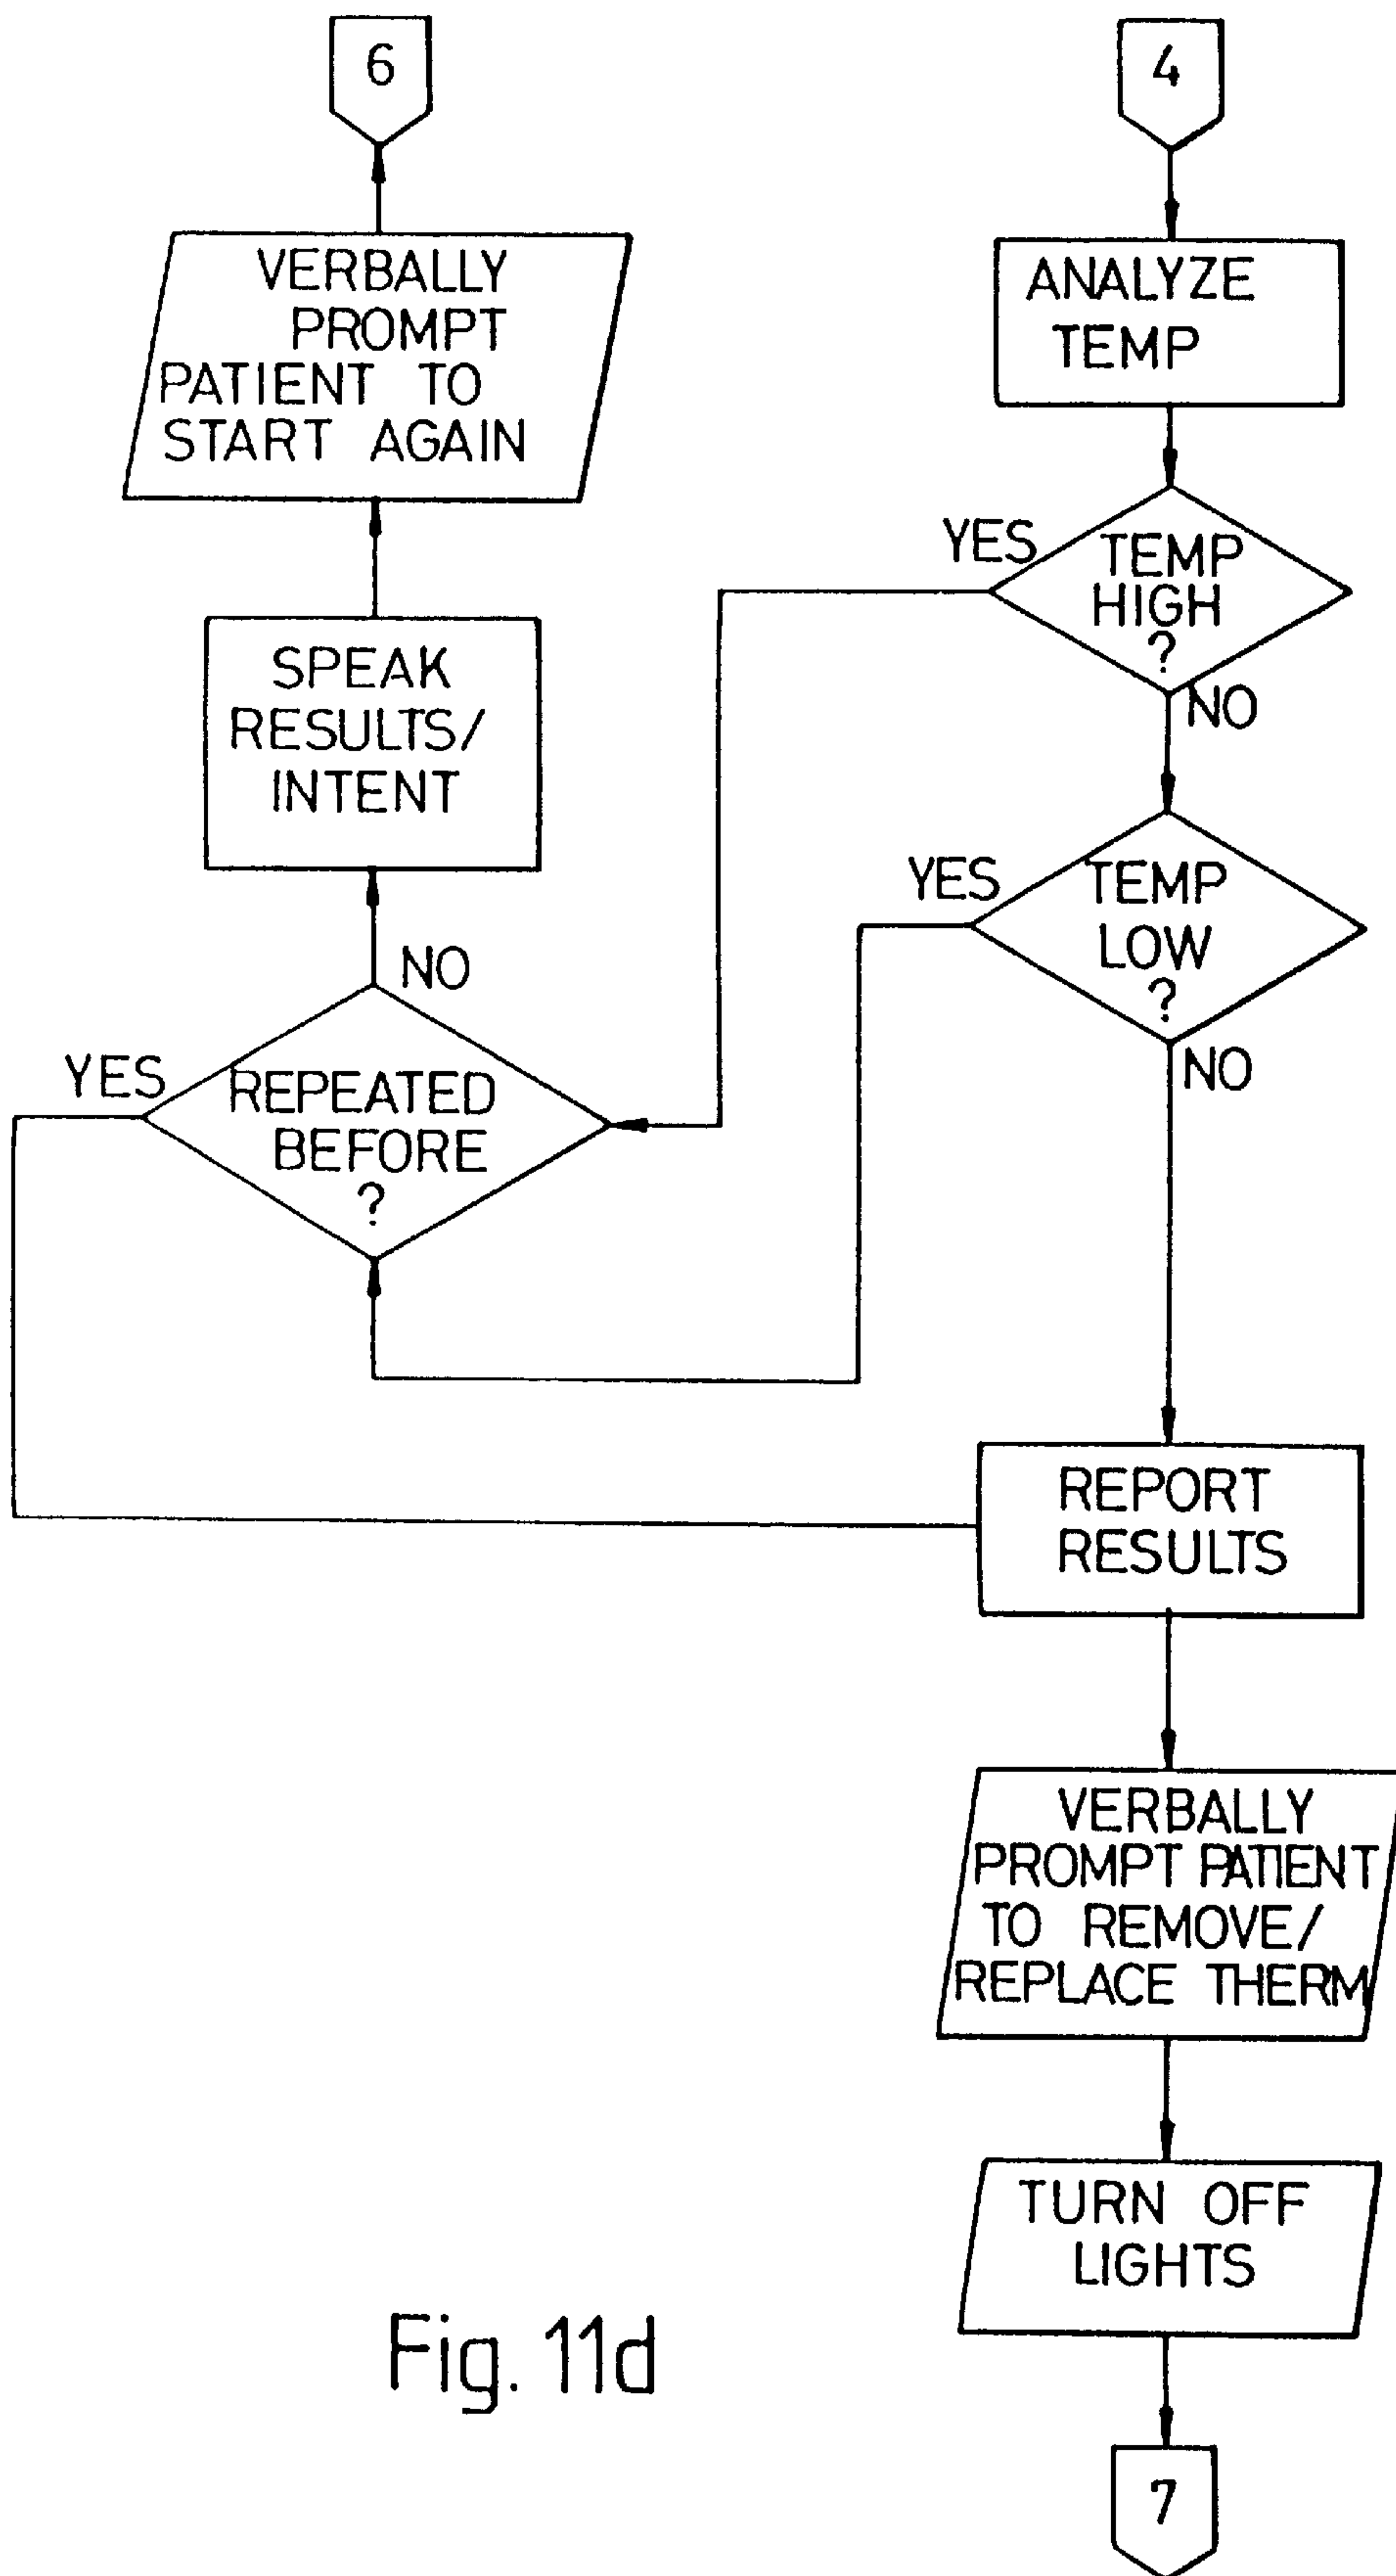 6
VERBALLY
PROMPT
PATIENT TO
START AGAIN
SPEAK
RESULTS/
INTENT
NO
YES
REPEATED
BEFORE
?
4
ANALYZE
TEMP
YES
TEMP
HIGH
?
NO
YES
TEMP
LOW
?
NO
REPORT
RESULTS
VERBALLY
PROMPT PATIENT
TO REMOVE/
REPLACE THERM
TURN OFF
LIGHTS
7
Fig. 11d